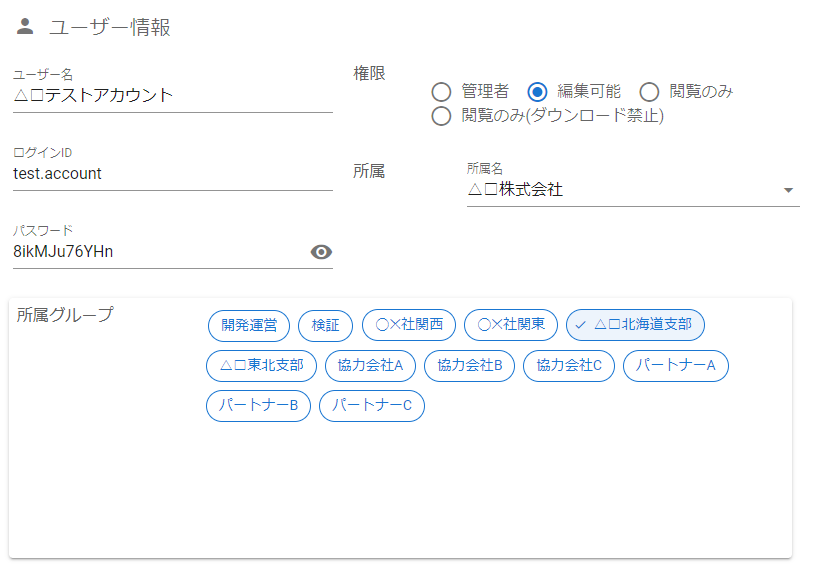 ユーザー情報
ユーザー名
△□テストアカウント
権限
管理者 編集可能 閲覧のみ
閲覧のみ(ダウンロード禁止)
ログインID
test.account
所属
所属名
△□株式会社
パスワード
8ikMJu76YHn
所属グループ
開発運営 検証 〇×社関西 〇×社関東 △□北海道支部
△□東北支部 協力会社A 協力会社B 協力会社C パートナーA
パートナーB パートナーC